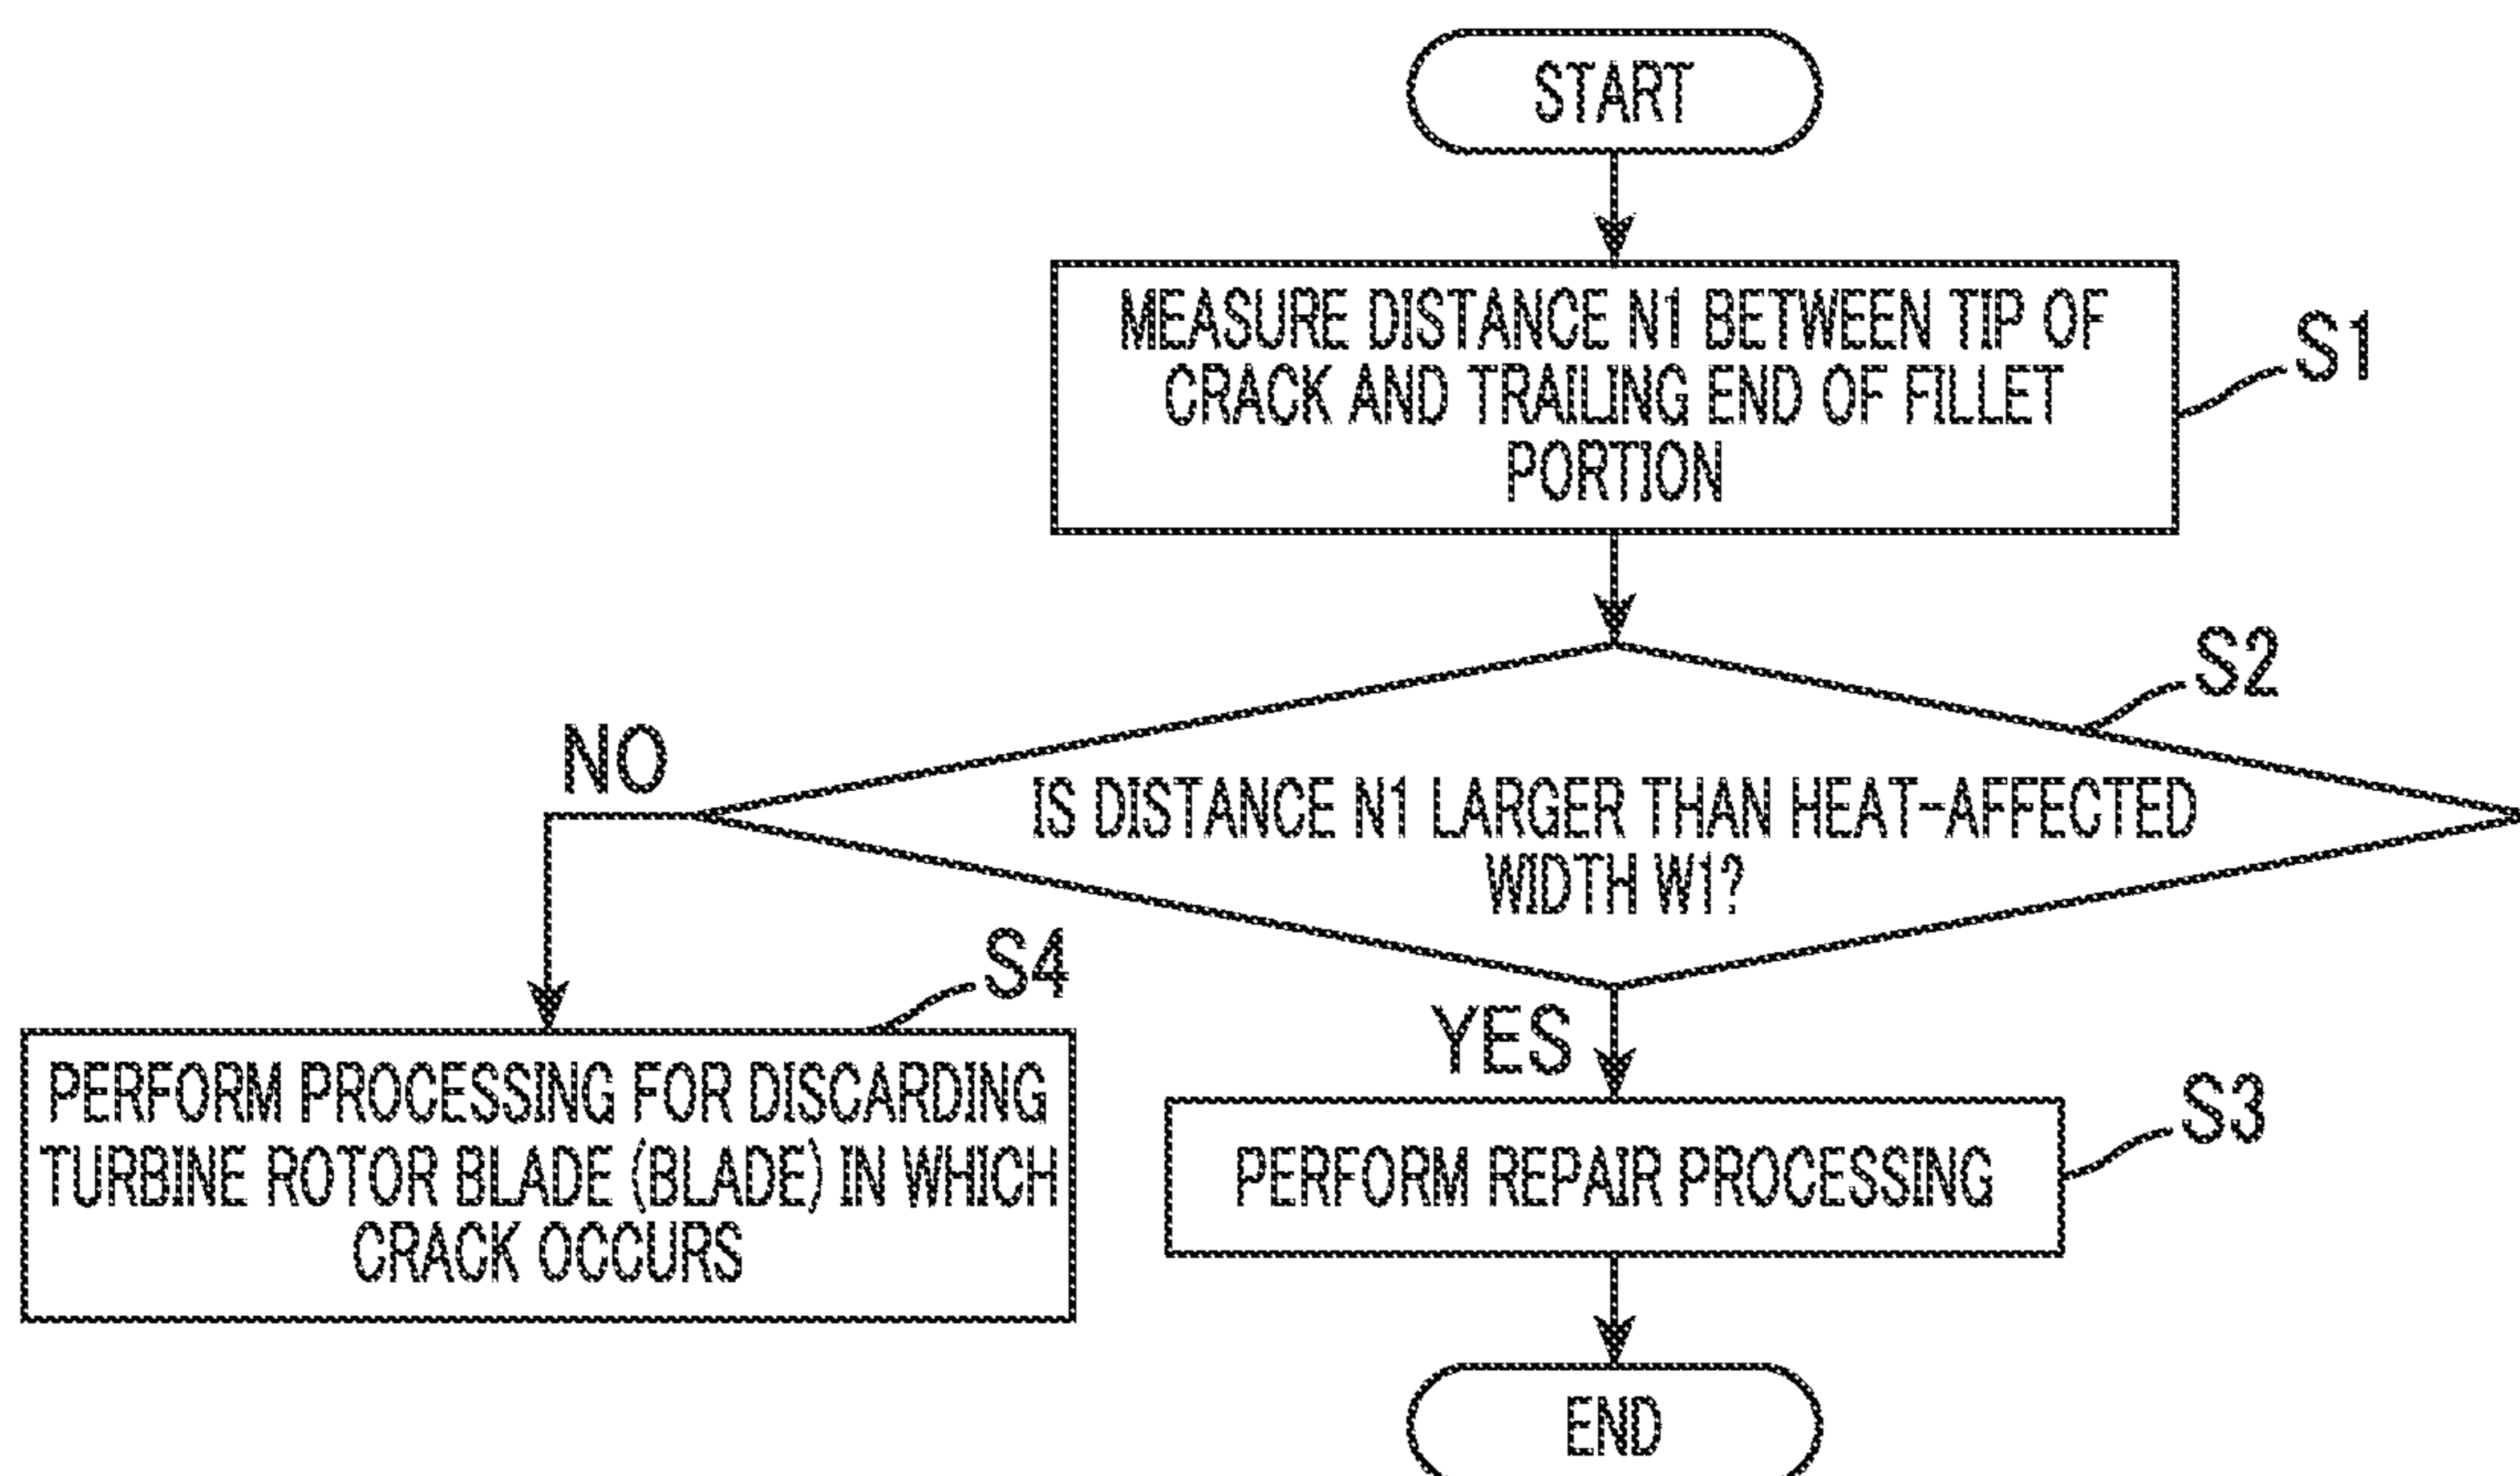 START
MEASURE DISTANCE N1 BETWEEN TIP OF
CRACK AND TRAILING END OF FILLET
PORTION
S1
S2
IS DISTANCE N1 LARGER THAN HEAT-AFFECTED
WIDTH W1?
NO
YES
S4
PERFORM PROCESSING FOR DISCARDING
TURBINE ROTOR BLADE (BLADE) IN WHICH
CRACK OCCURS
S3
PERFORM REPAIR PROCESSING
END